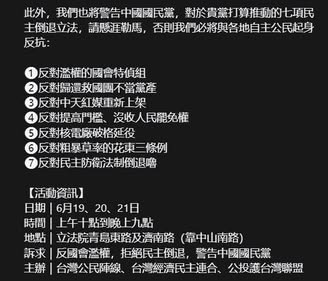 此外，我們也將警告中國國民黨，對於貴黨打算推動的七項民
主倒退立法，請懸崖勒馬，否則我們必將與各地自主公民起身
反抗：
❶反對濫權的國會特偵組
❷反對歸還救國團不當黨產
❸反對中天紅媒重新上架
❹反對提高門檻、沒收人民罷免權
❺反對核電廠破格延役
❻反對粗暴草率的花東三條例
❼反對民主防衛法制倒退嚕
【活動資訊】
日期｜6月19、20、21日
時間｜上午十點到晚上九點
地點｜立法院青島東路及濟南路（靠中山南路）
訴求｜反國會濫權，拒絕民主倒退，警告中國國民黨
主辦｜台灣公民陣線、台灣經濟民主連合、公投護台灣聯盟